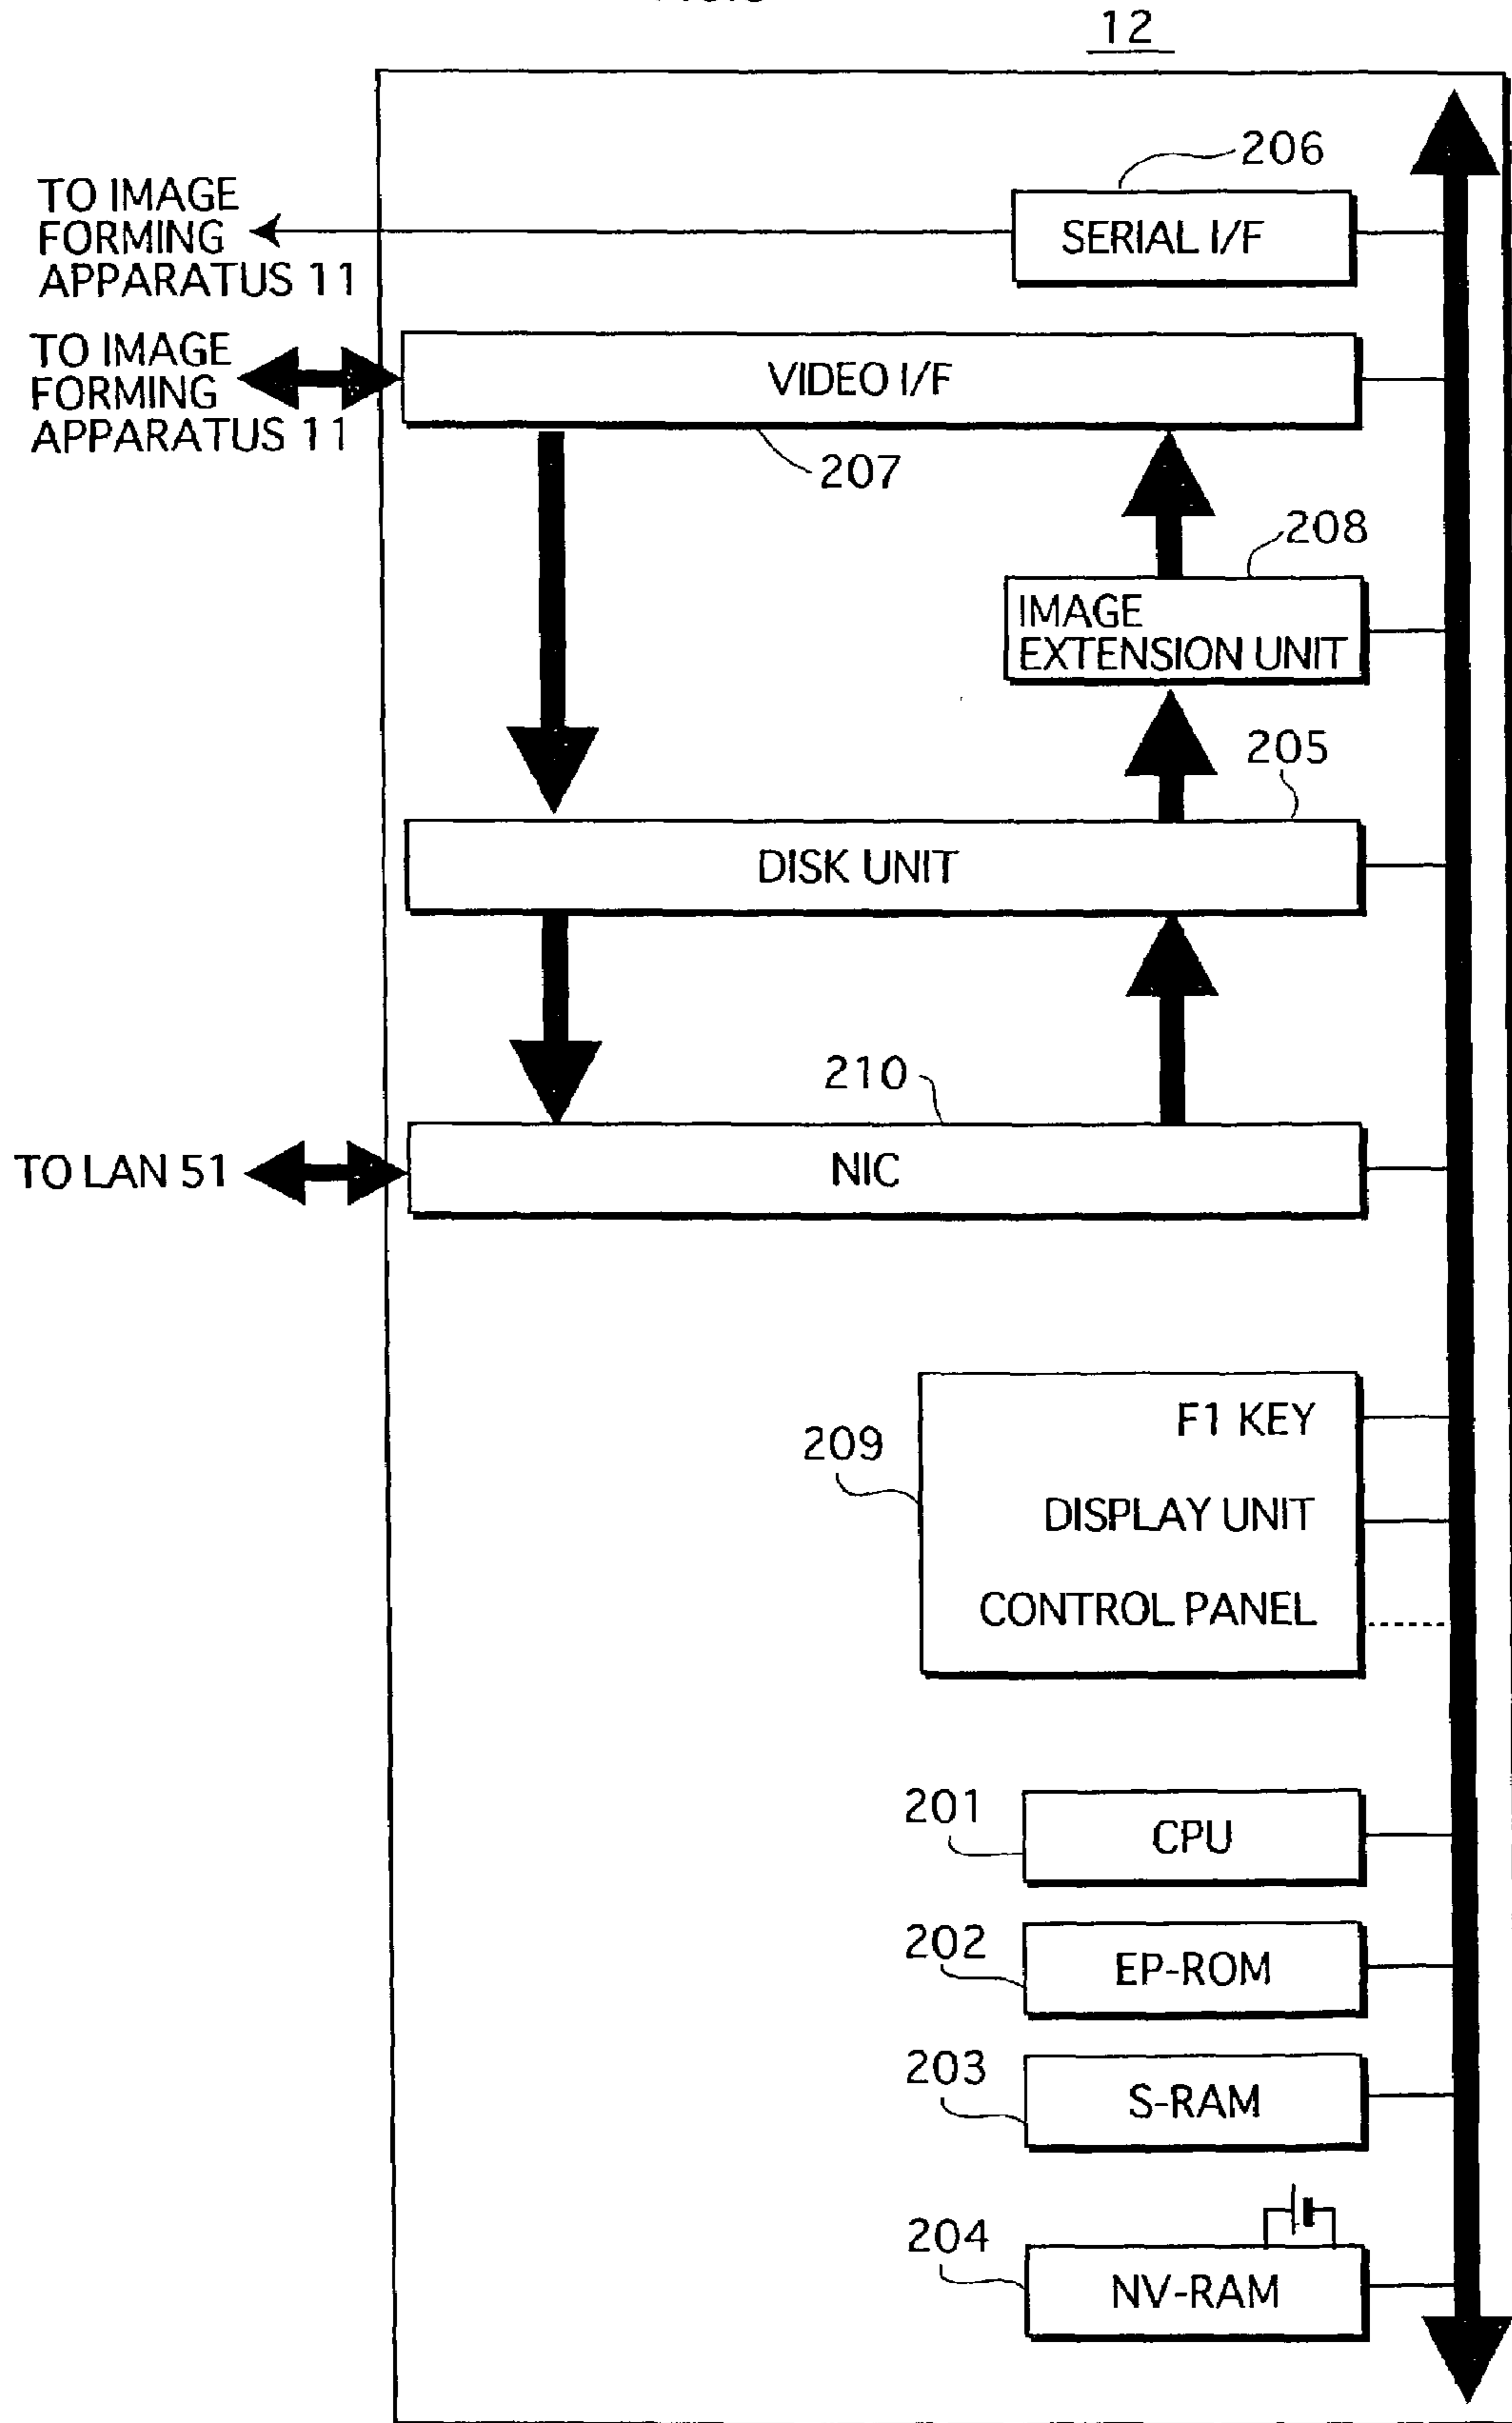 12
206
TO IMAGE
FORMING
APPARATUS 11
SERIAL I/F
TO IMAGE
FORMING
APPARATUS 11
VIDEO I/F
207
208
IMAGE
EXTENSION UNIT
205
DISK UNIT
210
TO LAN 51
NIC
209
F1 KEY
DISPLAY UNIT
CONTROL PANEL
201
CPU
202
EP-ROM
203
S-RAM
204
NV-RAM